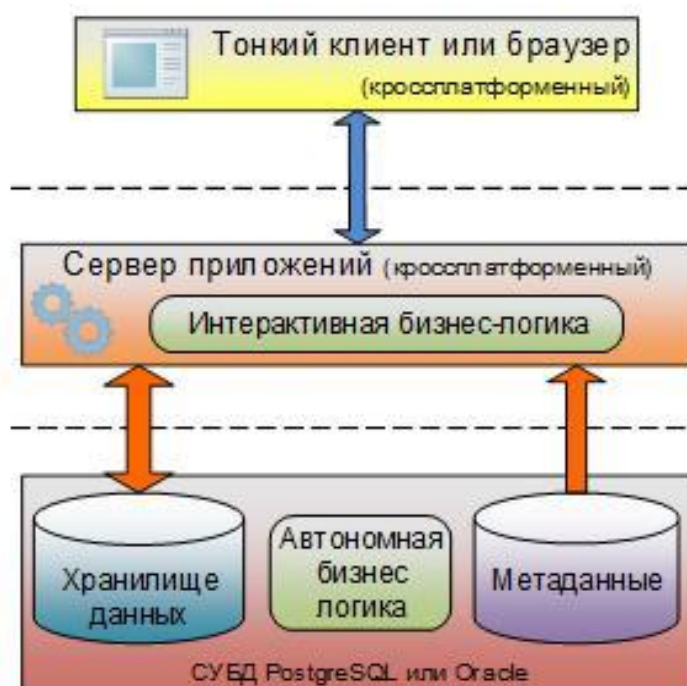 Тонкий клиент или браузер
(кроссплатформенный)
Сервер приложений (кроссплатформенный)
Интерактивная бизнес-логика
Хранилище
данных
Автономная
бизнес
логика
Метаданные
СУБД PostgreSQL или Oracle